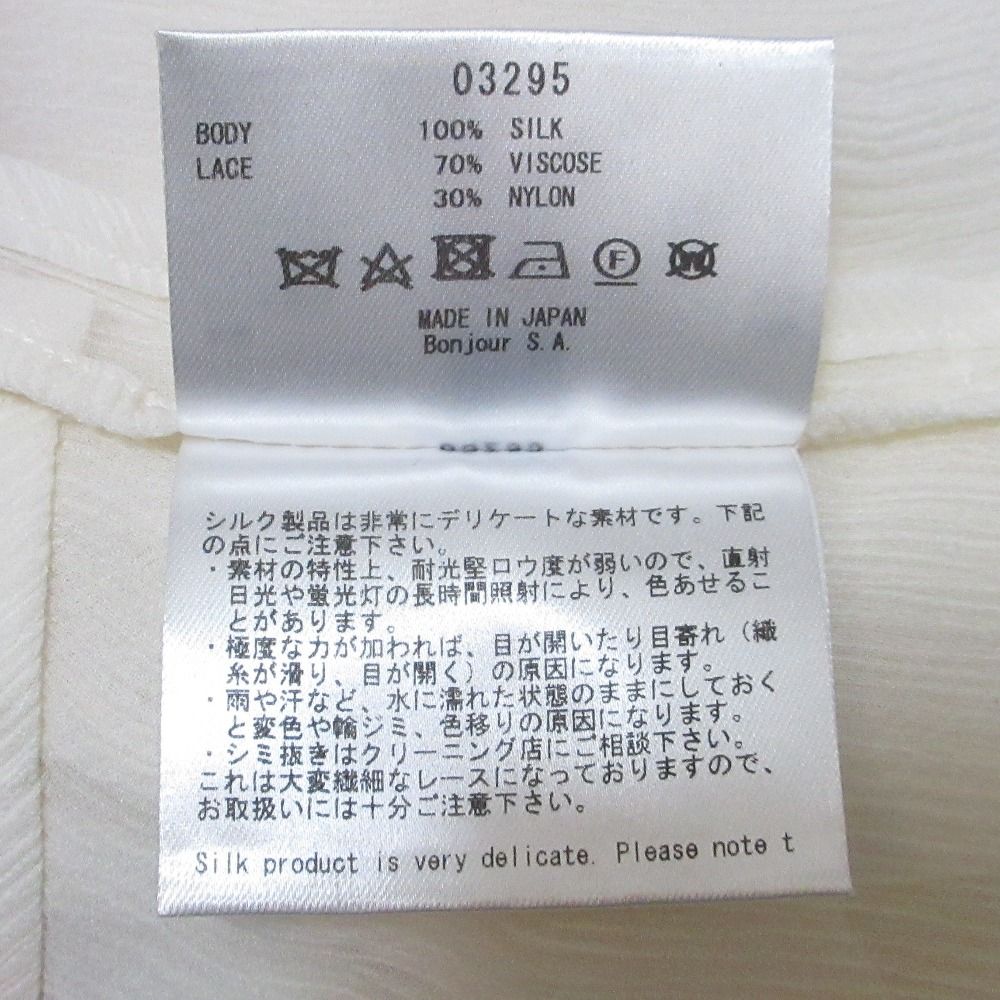 03295
BODY 100% SILK
LACE 70% VISCOSE
30% NYLON
F
W
MADE IN JAPAN
Bonjour S.A.
シルク製品は非常にデリケートな素材です。下記
の点にご注意下さい。
・素材の特性上、耐光堅ロウ度が弱いので、直射
日光や蛍光灯の長時間照射により、色あせるこ
とがあります。
・極度な力が加われば、目が開いたり目寄れ（織
糸が滑り、目が開く）の原因になります。
・雨や汗など、水に濡れた状態のままにしておく
と変色や輪ジミ、色移りの原因になります。
・シミ抜きはクリーニング店にご相談下さい。
これは大変繊細なレースになっておりますので、
お取扱いには十分ご注意下さい。
Silk product is very delicate. Please note t